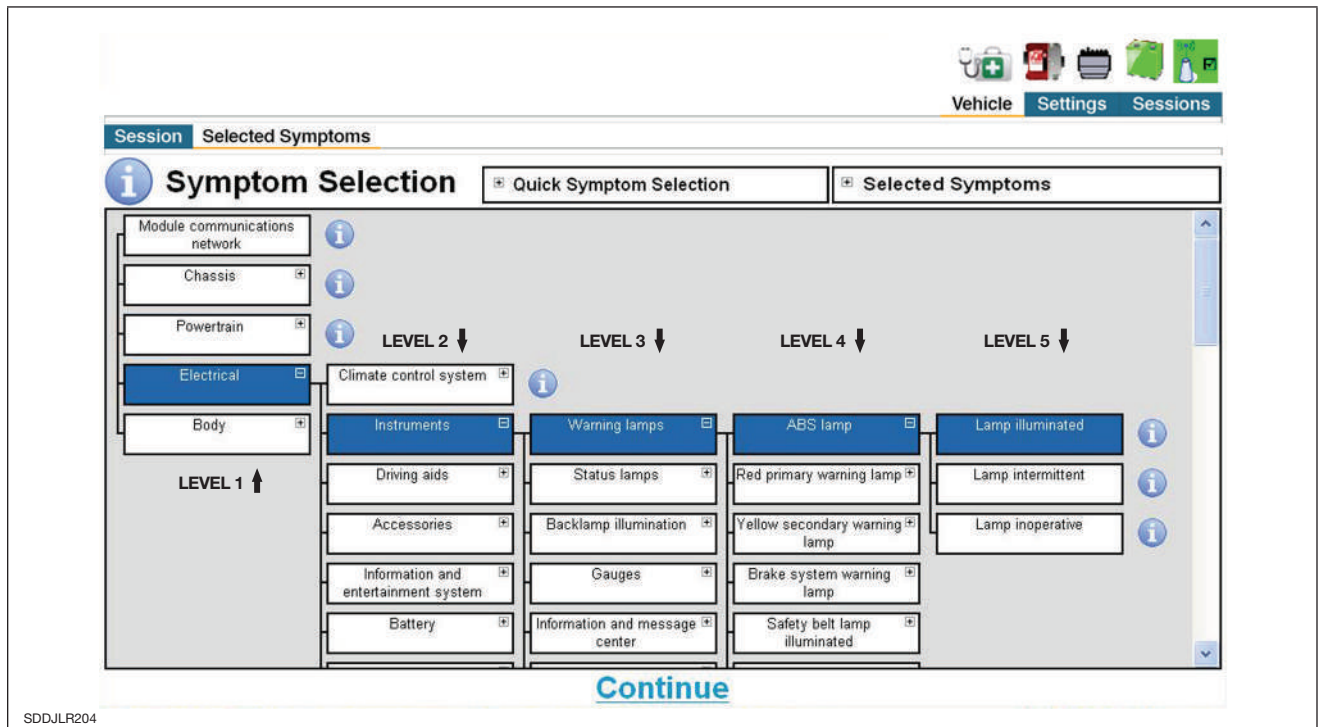 Vehicle Settings Sessions
Session Selected Symptoms
Symptom Selection
Quick Symptom Selection
Selected Symptoms
Module communications
network
Chassis
Powertrain
LEVEL 2 LEVEL 3 LEVEL 4 LEVEL 5
Electrical
Climate control system
Body
Instruments
Warning lamps
ABS lamp
Lamp illuminated
LEVEL 1
Driving aids
Status lamps
Red primary warning lamp
Lamp intermittent
Accessories
Backlamp illumination
Yellow secondary warning
lamp
Lamp inoperative
Information and
entertainment system
Gauges
Brake system warning
lamp
Battery
Information and message
center
Safety belt lamp
illuminated
Continue
SDDJLR204